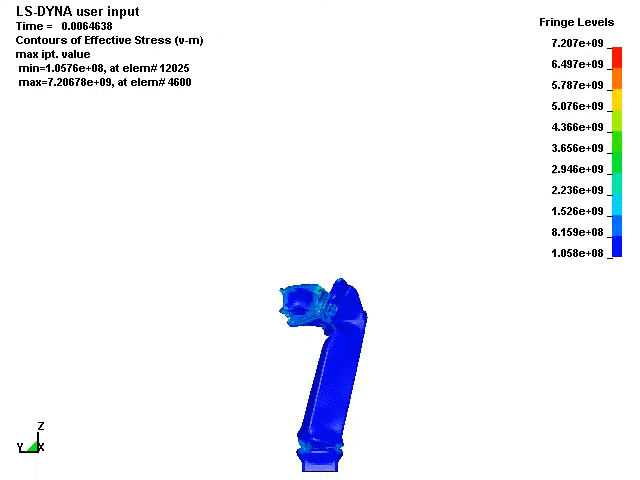 LS-DYNA user input
Time = 0.0064638
Contours of Effective Stress (v-m)
max ipt. value
min=1.0576e+08, at elem# 12025
max=7.20678e+09, at elem# 4600
Fringe Levels
7.207e+09
6.497e+09
5.787e+09
5.076e+09
4.366e+09
3.656e+09
2.946e+09
2.236e+09
1.526e+09
8.159e+08
1.058e+08
Z
Y X